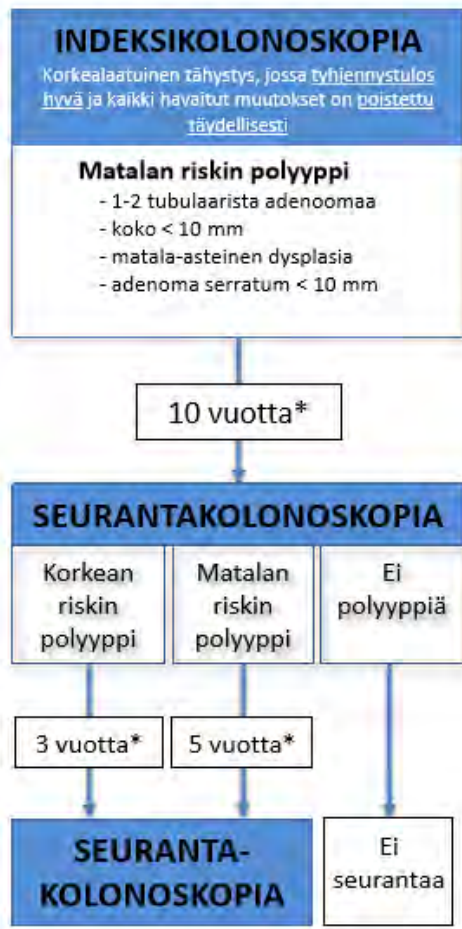 INDEKSIKOLONOSKOPIA
Korkealaatuinen tähystys, jossa tyhjennystulos
hyvä ja kaikki havaitut muutokset on poistettu
täydellisesti
Matalan riskin polyyppi
- 1-2 tubulaarista adenoomaa
- koko < 10 mm
- matala-asteinen dysplasia
- adenoma serratum < 10 mm
10 vuotta*
SEURANTAKOLONOSKOPIA
Korkean
riskin
polyyppi
Matalan
riskin
polyyppi
Ei
polyyppiä
3 vuotta*
5 vuotta*
SEURANTA-
KOLONOSKOPIA
Ei
seurantaa